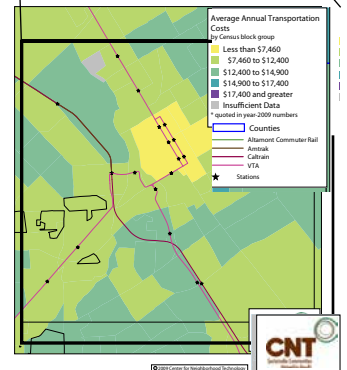 Average Annual Transportation
Costs
by Census block group
Less than $7,460
$7,460 to $12,400
$12,400 to $14,900
$14,900 to $17,400
$17,400 and greater
Insufficient Data
* quoted in year-2009 numbers
Counties
Altamont Commuter Rail
Amtrak
Caltrain
VTA
Stations
CNT
© 2009 Center for Neighborhood Technology